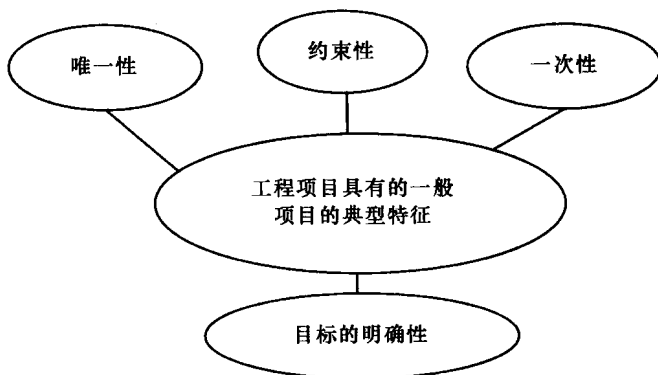 唯一性
约束性
一次性
工程项目具有的一般
项目的典型特征
目标的明确性